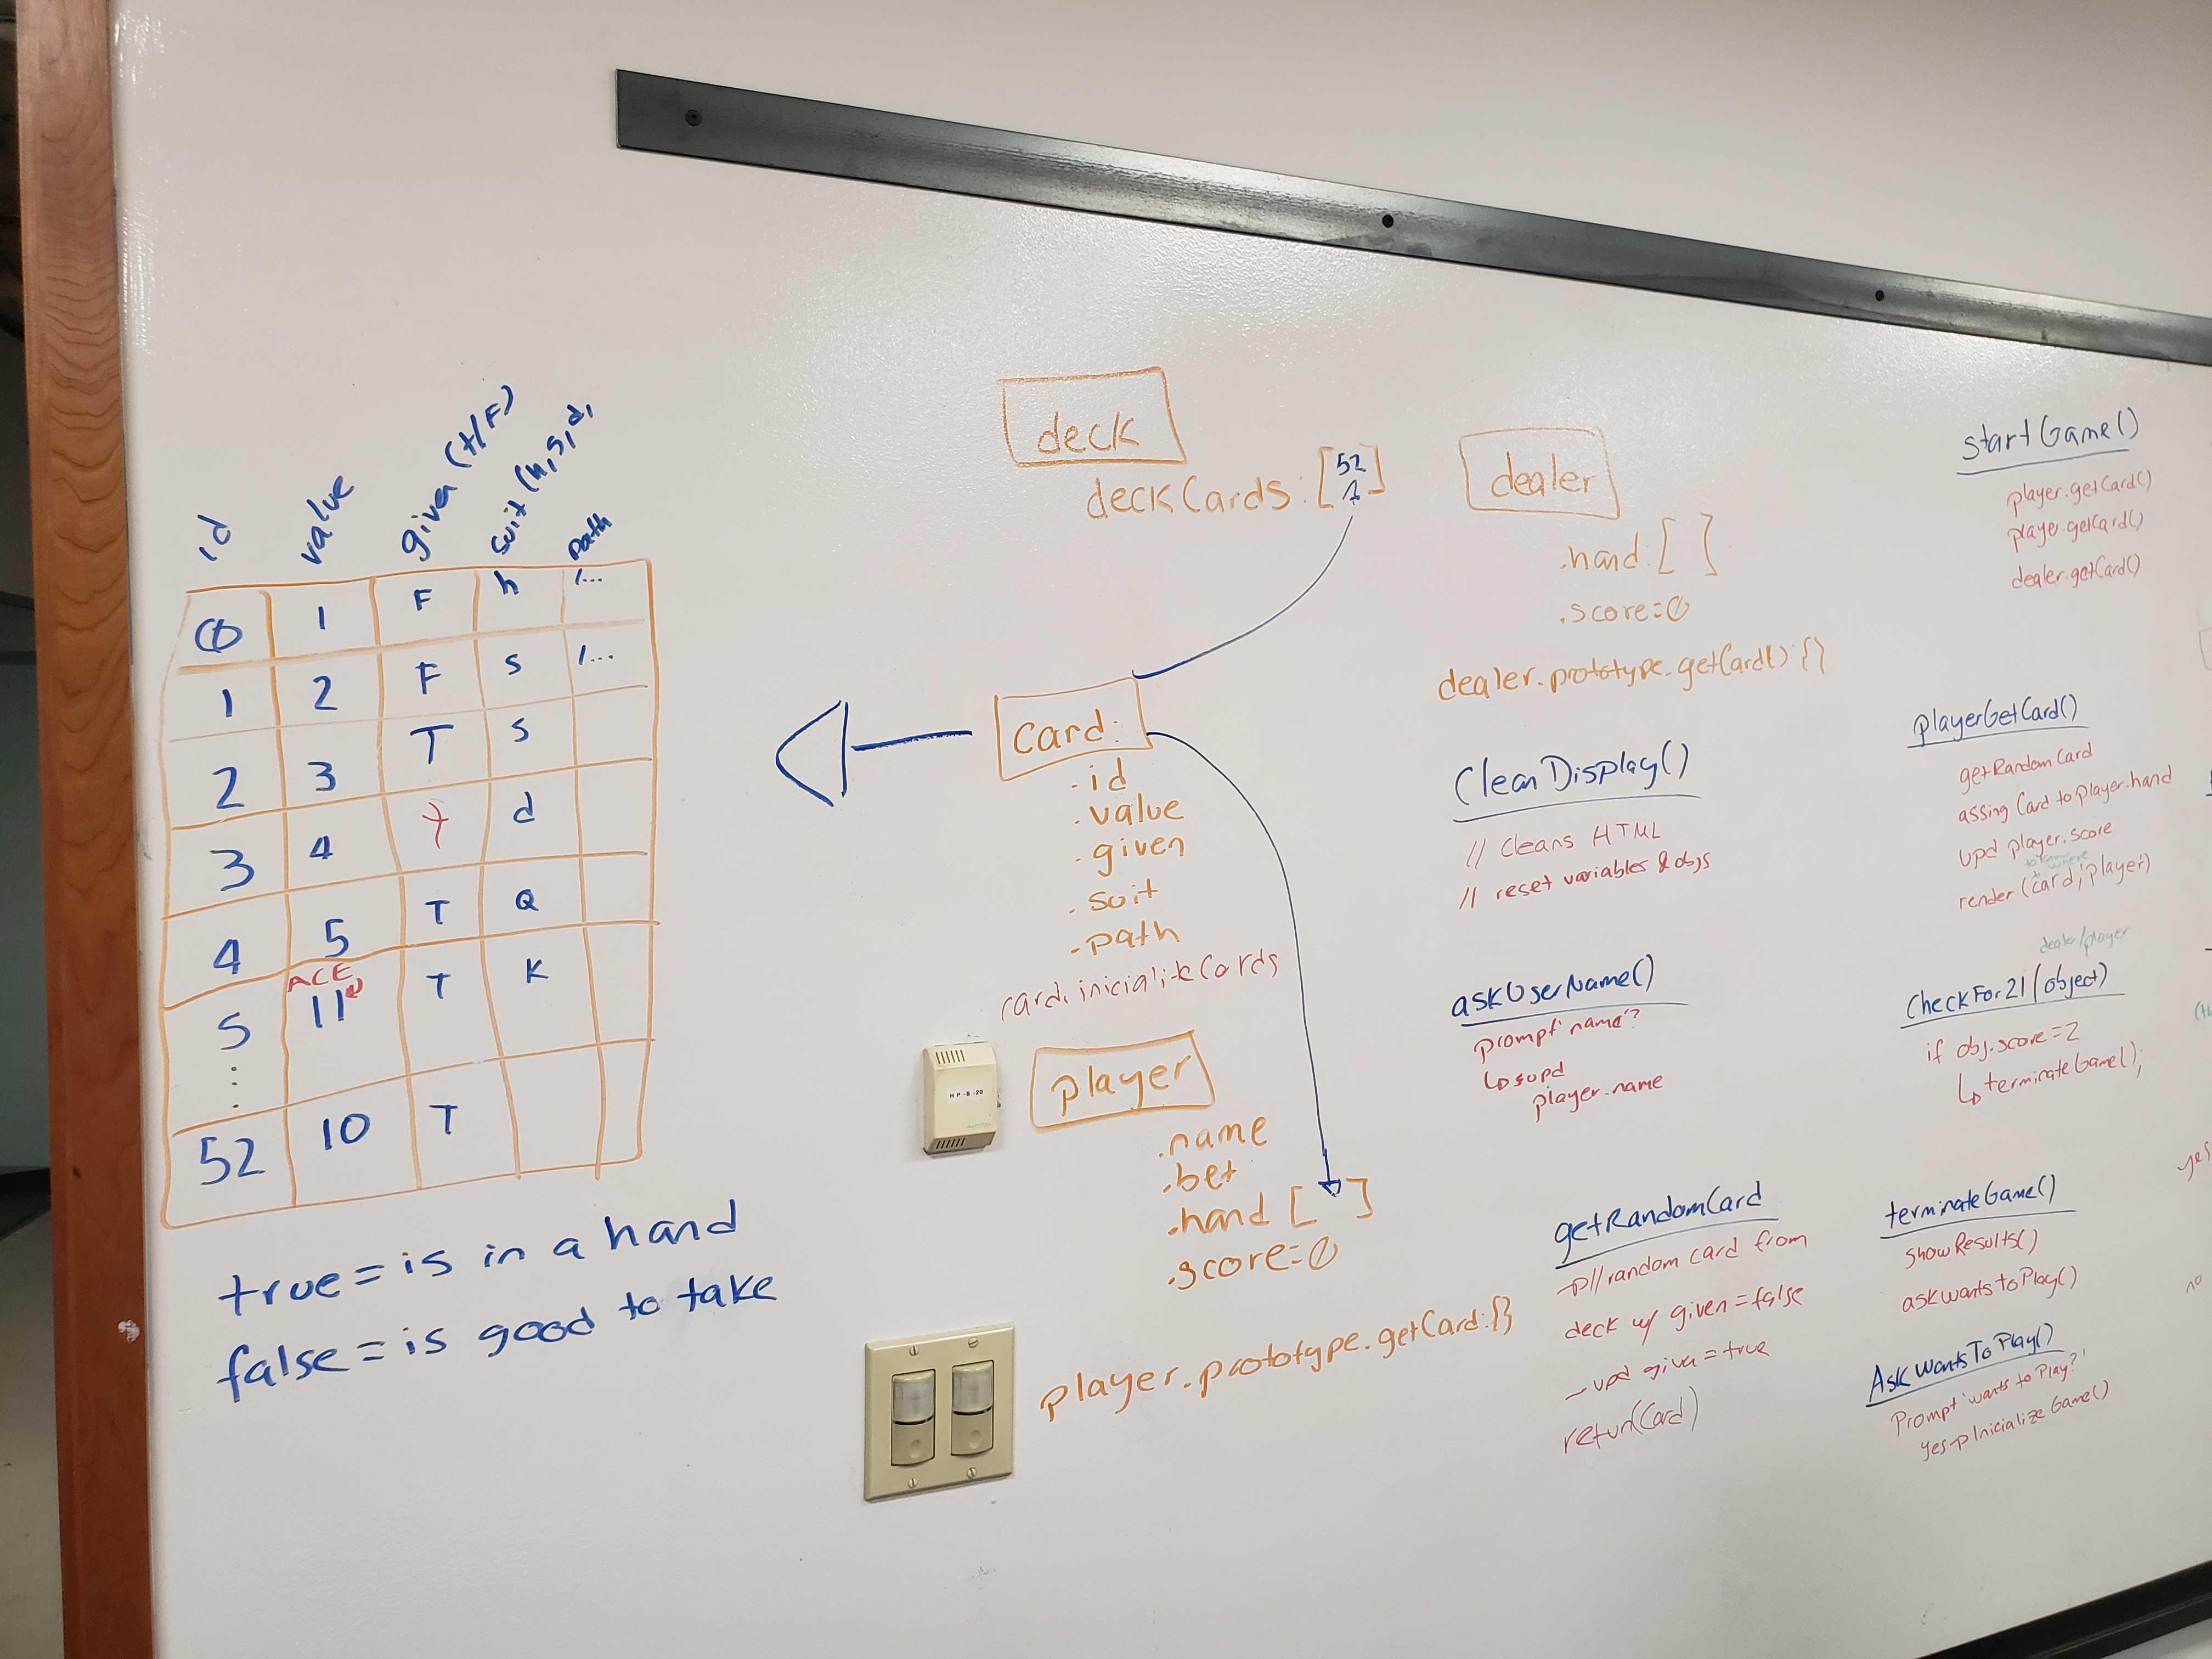 id value given (t/F) suit (h,s,d, path
0 1 F h /...
1 2 F s /...
2 3 T s
3 4 T d
4 5 T Q
ACE
5 11 T K
⋮
52 10 T
true = is in a hand
false = is good to take
deck
deckCards: [52]
card:
.id
.value
.given
.suit
.path
card.inicialiteCards
HP-B-20
player
.name
.bet
.hand [ ]
.score=0
player.prototype.getCard:{}
dealer
.hand [ ]
.score=0
dealer.prototype.getCard():{}
CleanDisplay()
// Cleans HTML
// reset variables & objs
askUserName()
prompt 'name'?
player.name
getRandomCard
// random card from
deck w/ given = false
- upd given = true
return(Card)
startGame()
player.getCard()
player.getCard()
dealer.getCard()
playerGetCard()
getRandomCard
assing Card to player.hand
upd player.score
render (card, player)
dealer/player
CheckFor21(object)
if obj.score=2
terminateGame();
terminateGame()
showResults()
askwantstoPlay()
AskWantsToPlay()
Prompt 'wants to Play?'
yes→Inicialize Game()
yes
no